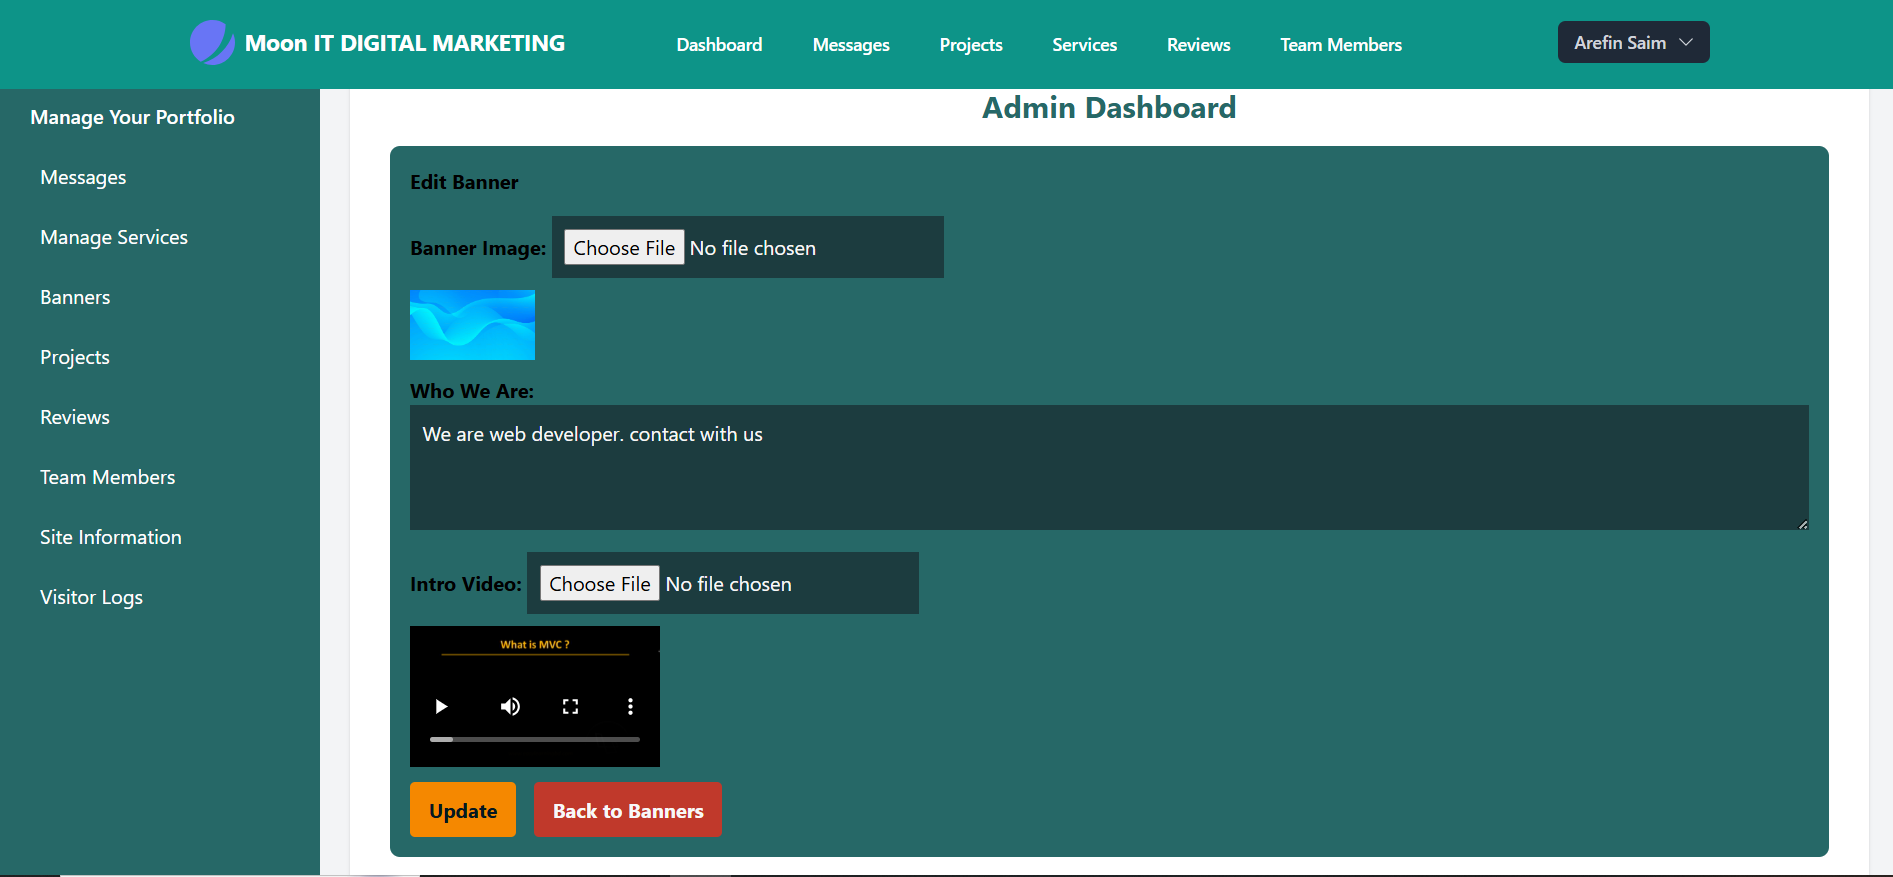 Moon IT DIGITAL MARKETING
Dashboard Messages Projects Services Reviews Team Members
Arefin Saim
Manage Your Portfolio
Messages
Manage Services
Banners
Projects
Reviews
Team Members
Site Information
Visitor Logs
Admin Dashboard
Edit Banner
Banner Image: Choose File No file chosen
Who We Are:
We are web developer. contact with us
Intro Video: Choose File No file chosen
What is MVC ?
Update Back to Banners